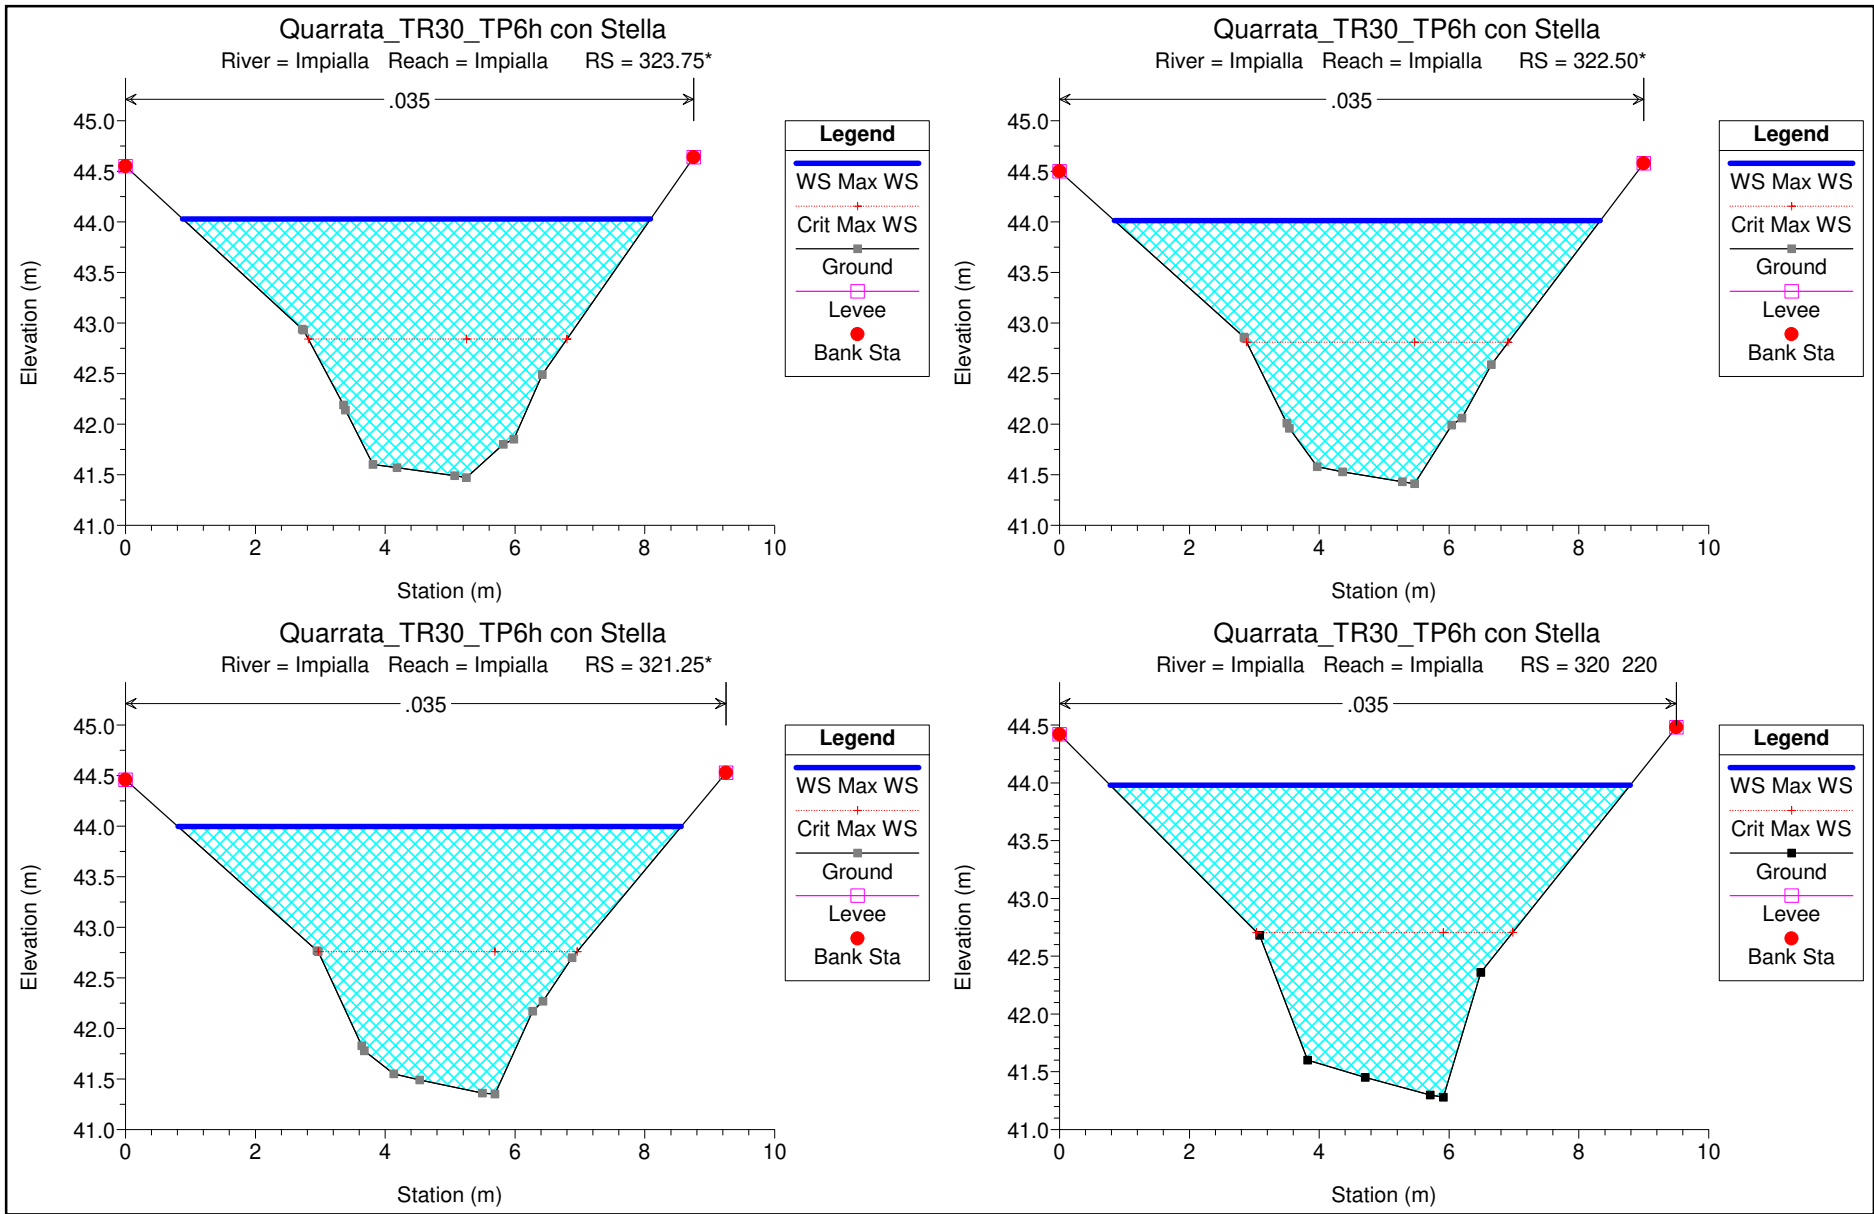 Quarrata_TR30_TP6h con Stella
River = Impialla Reach = Impialla RS = 323.75*
.035
45.0
44.5
44.0
43.5
43.0
42.5
42.0
41.5
41.0
0 2 4 6 8 10
Elevation (m)
Station (m)
Legend
WS Max WS
Crit Max WS
Ground
Levee
Bank Sta
Quarrata_TR30_TP6h con Stella
River = Impialla Reach = Impialla RS = 322.50*
.035
45.0
44.5
44.0
43.5
43.0
42.5
42.0
41.5
41.0
0 2 4 6 8 10
Elevation (m)
Station (m)
Legend
WS Max WS
Crit Max WS
Ground
Levee
Bank Sta
Quarrata_TR30_TP6h con Stella
River = Impialla Reach = Impialla RS = 321.25*
.035
45.0
44.5
44.0
43.5
43.0
42.5
42.0
41.5
41.0
0 2 4 6 8 10
Elevation (m)
Station (m)
Legend
WS Max WS
Crit Max WS
Ground
Levee
Bank Sta
Quarrata_TR30_TP6h con Stella
River = Impialla Reach = Impialla RS = 320 220
.035
44.5
44.0
43.5
43.0
42.5
42.0
41.5
41.0
0 2 4 6 8 10
Elevation (m)
Station (m)
Legend
WS Max WS
Crit Max WS
Ground
Levee
Bank Sta